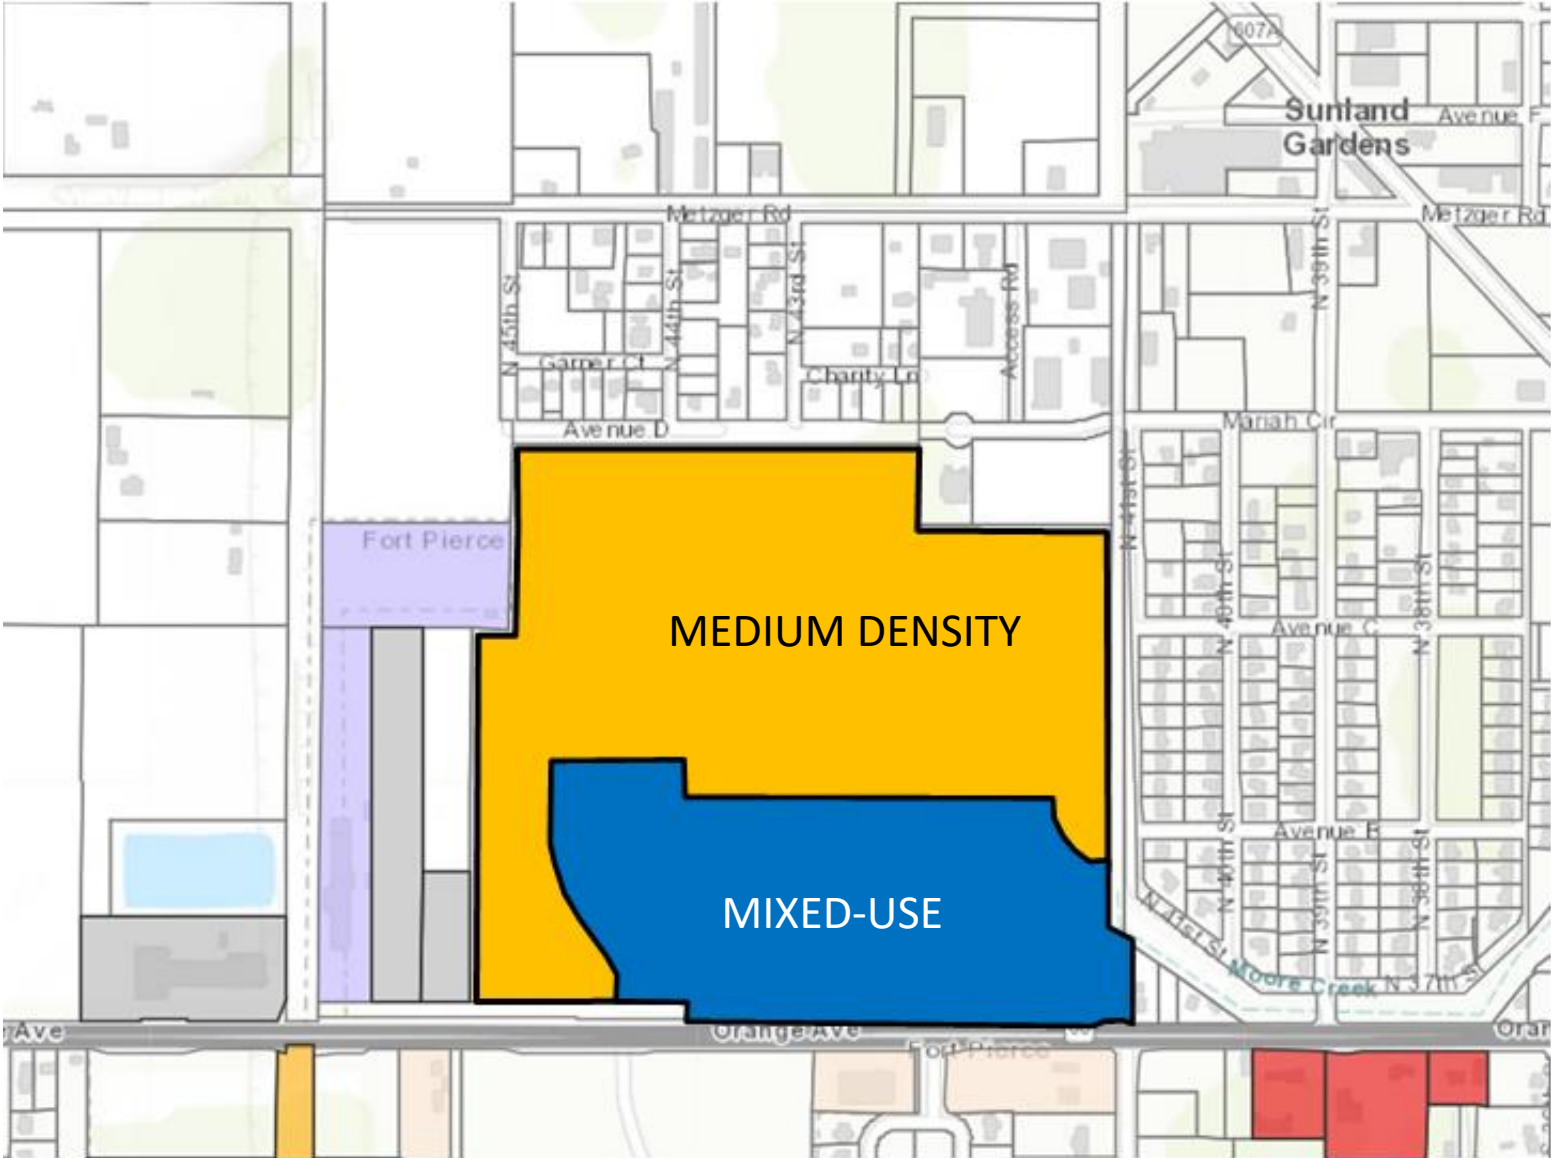 607A
Sunland
Gardens
Avenue F
Metzger Rd
Metzger Rd
N 45th St
N 44th St
N 43rd St
Access Rd
N 39th St
Garner Ct
Charity Ln
Avenue D
Mariah Cir
N 41st St
Fort Pierce
MEDIUM DENSITY
N 40th St
N 38th St
Avenue C
Avenue B
MIXED-USE
N 41st St
N 40th St
N 39th St
N 38th St
Moore Creek
N 37th S
Ave
Orange Ave
Oran
Fort Pierce